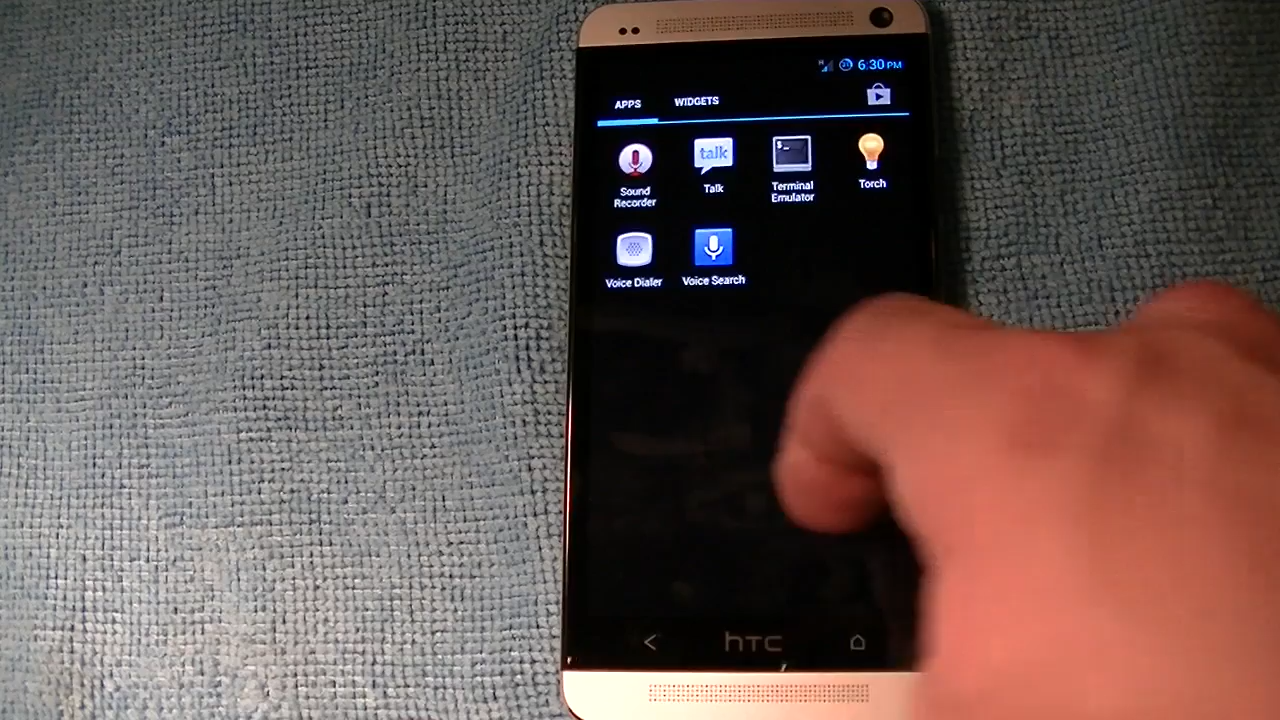 6:30 PM
APPS WIDGETS
talk
$
Sound Recorder
Talk
Terminal Emulator
Torch
Voice Dialer
Voice Search
hTC